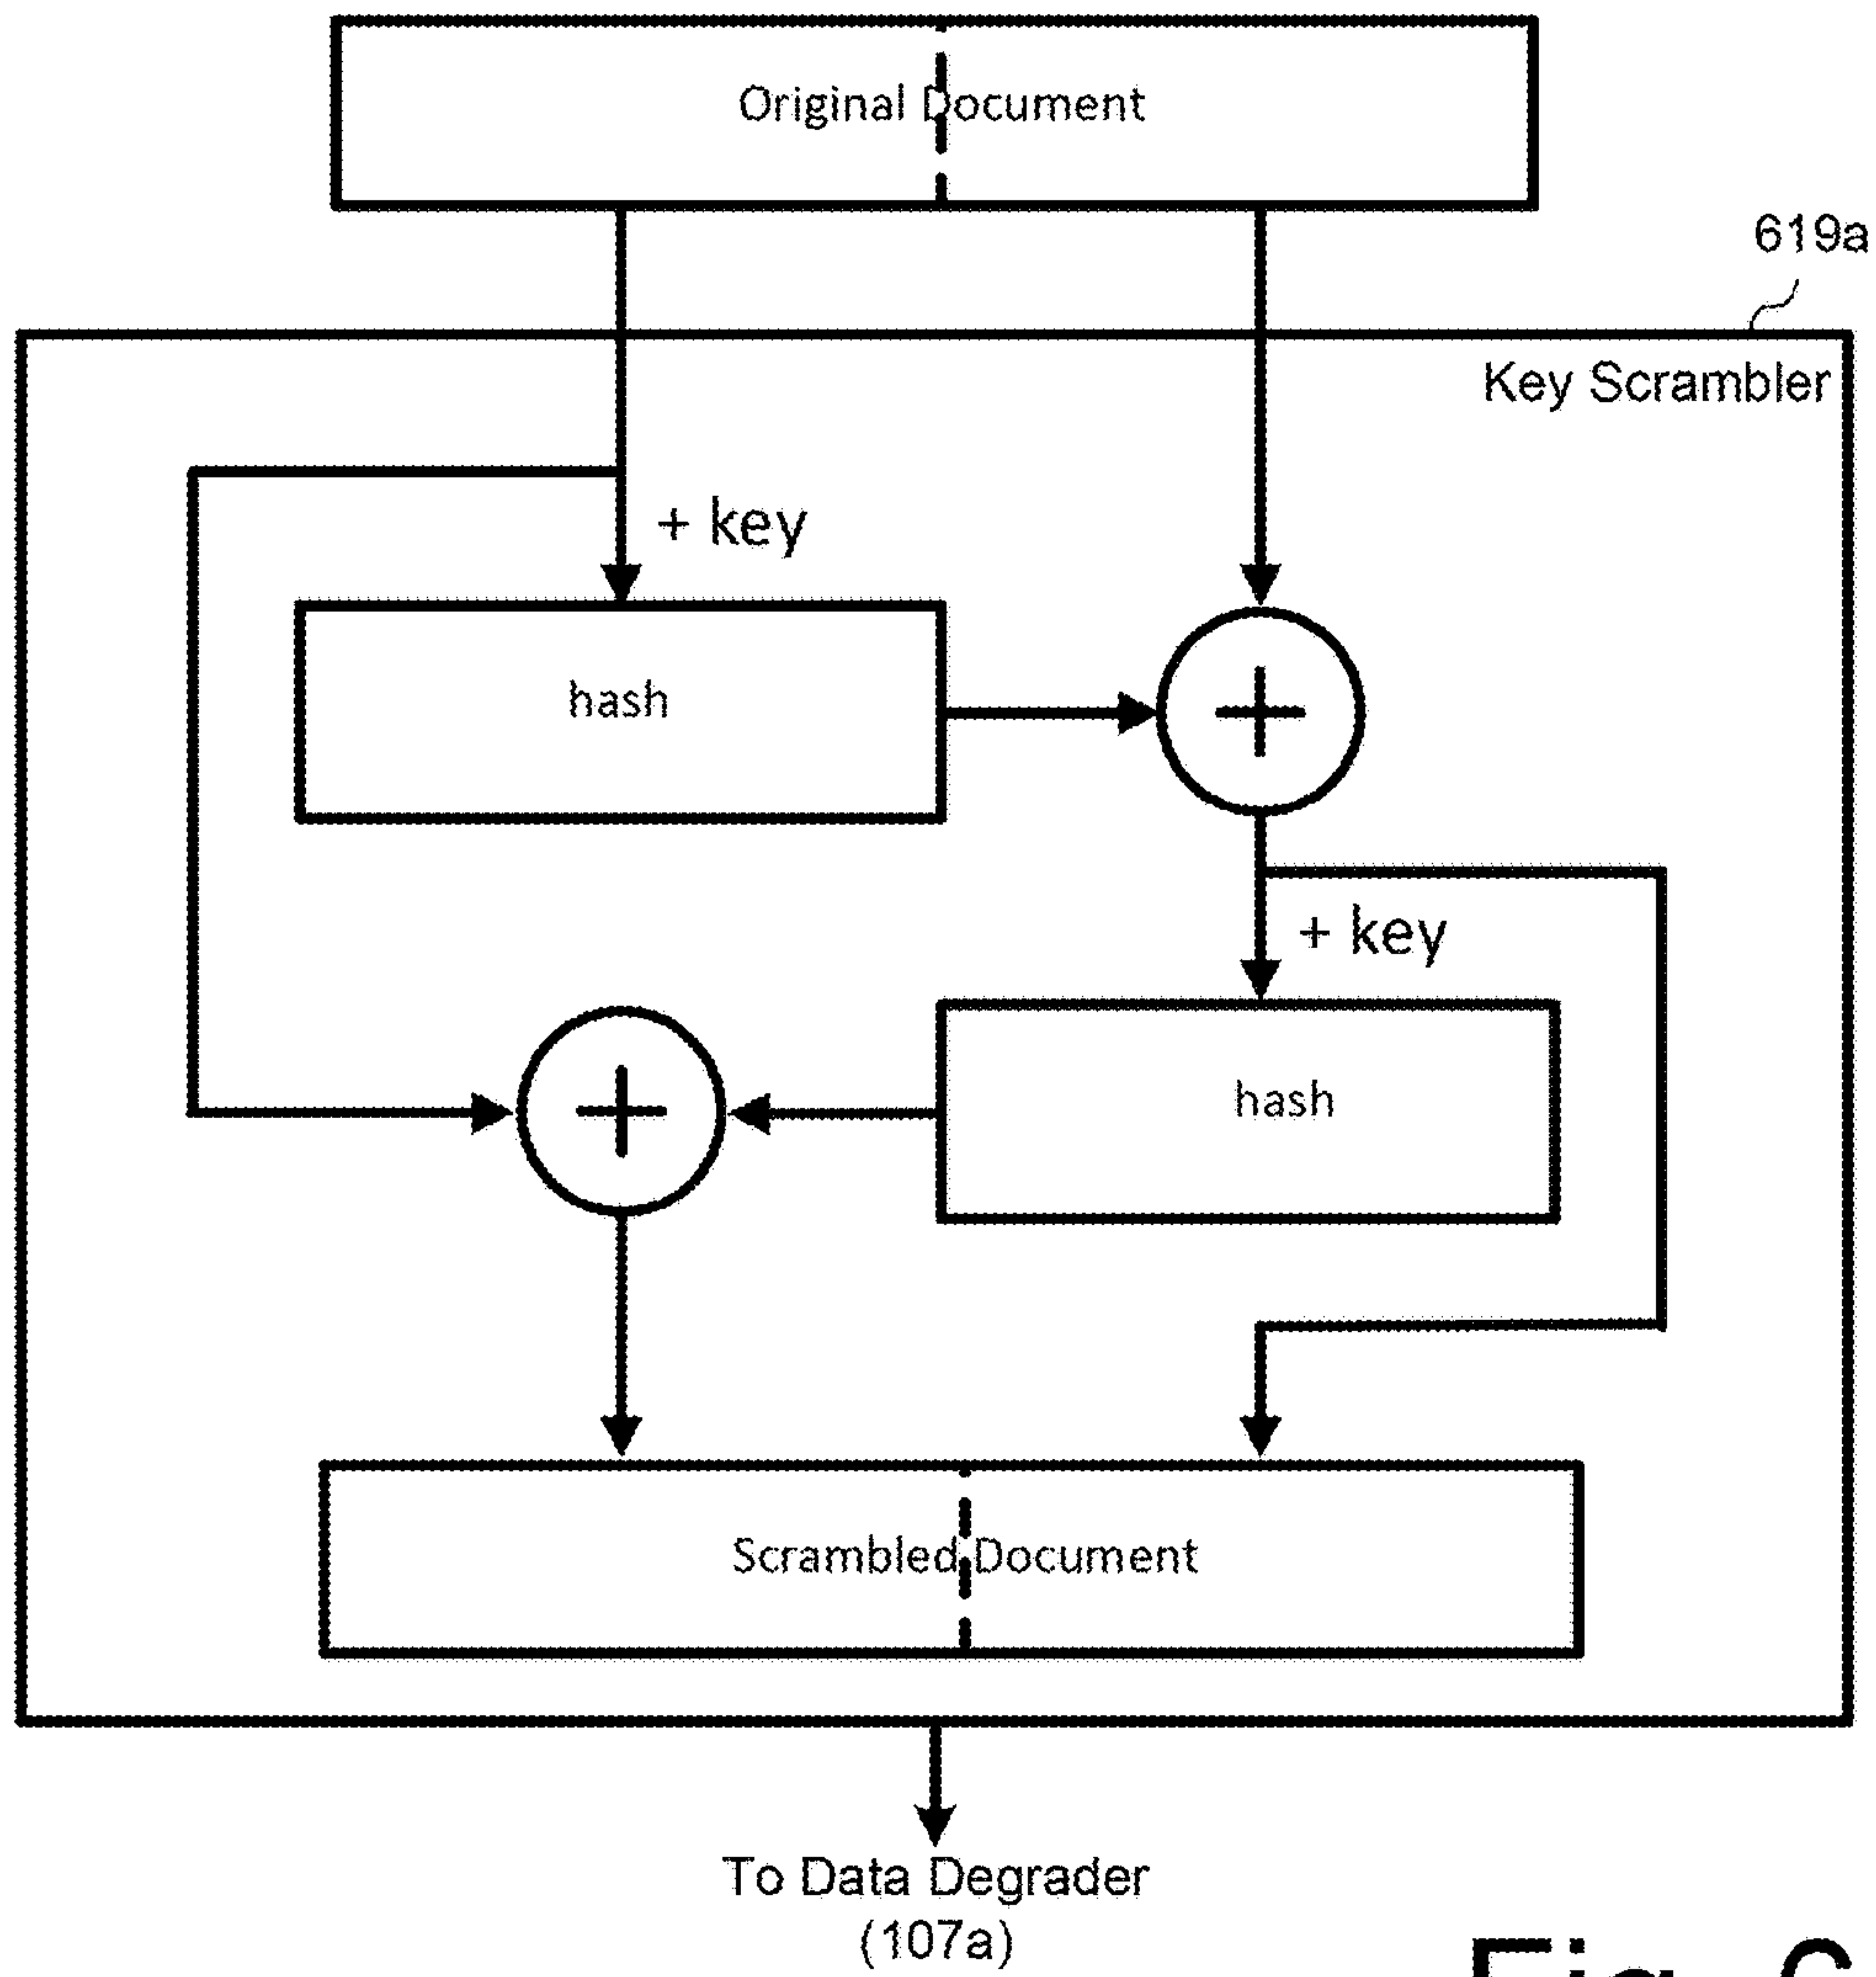 Original Document
619a
Key Scrambler
+ key
hash
+
+ key
+
hash
Scrambled Document
To Data Degrader
(107a)